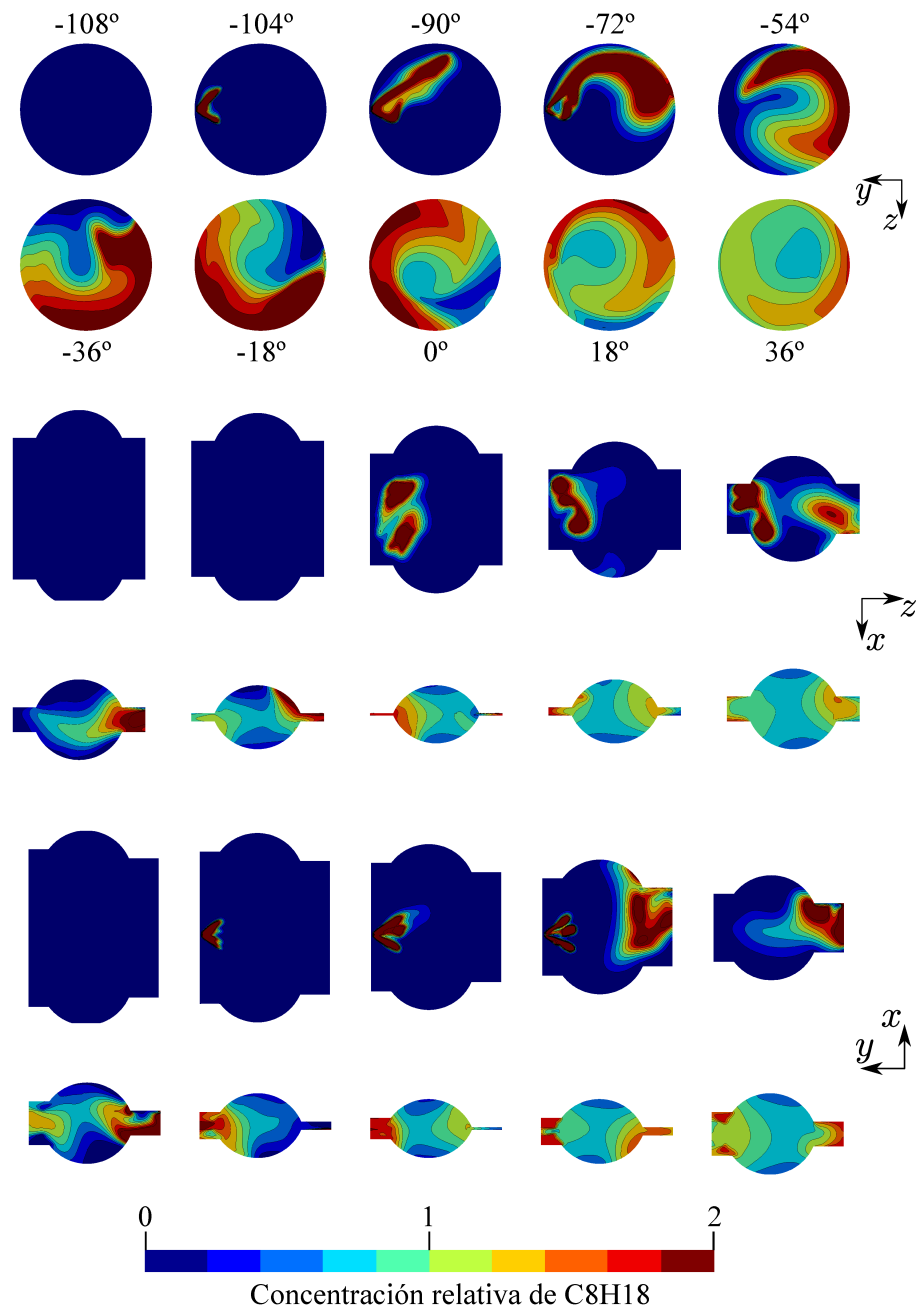 -108º -104º -90º -72º -54º
y
z
-36º -18º 0º 18º 36º
z
x
x
y
0 1 2
Concentración relativa de C8H18